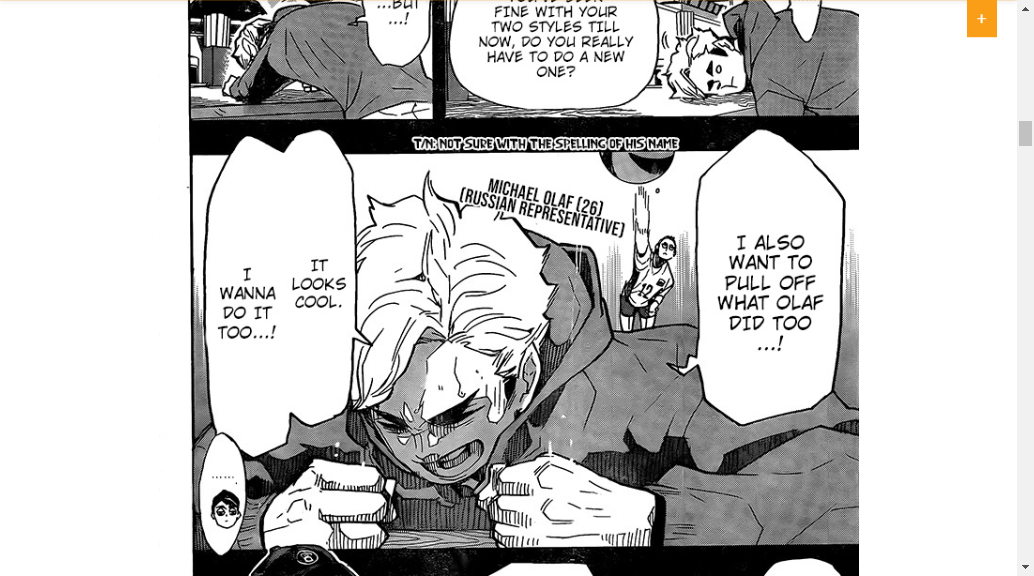 ...BUT
...!
FINE WITH YOUR
TWO STYLES TILL
NOW, DO YOU REALLY
HAVE TO DO A NEW
ONE?
T/N: NOT SURE WITH THE SPELLING OF HIS NAME
MICHAEL OLAF (26)
(RUSSIAN REPRESENTATIVE)
I ALSO
WANT TO
PULL OFF
WHAT OLAF
DID TOO
...!
12
IT
LOOKS
COOL.
I
WANNA
DO IT
TOO...!
......
+